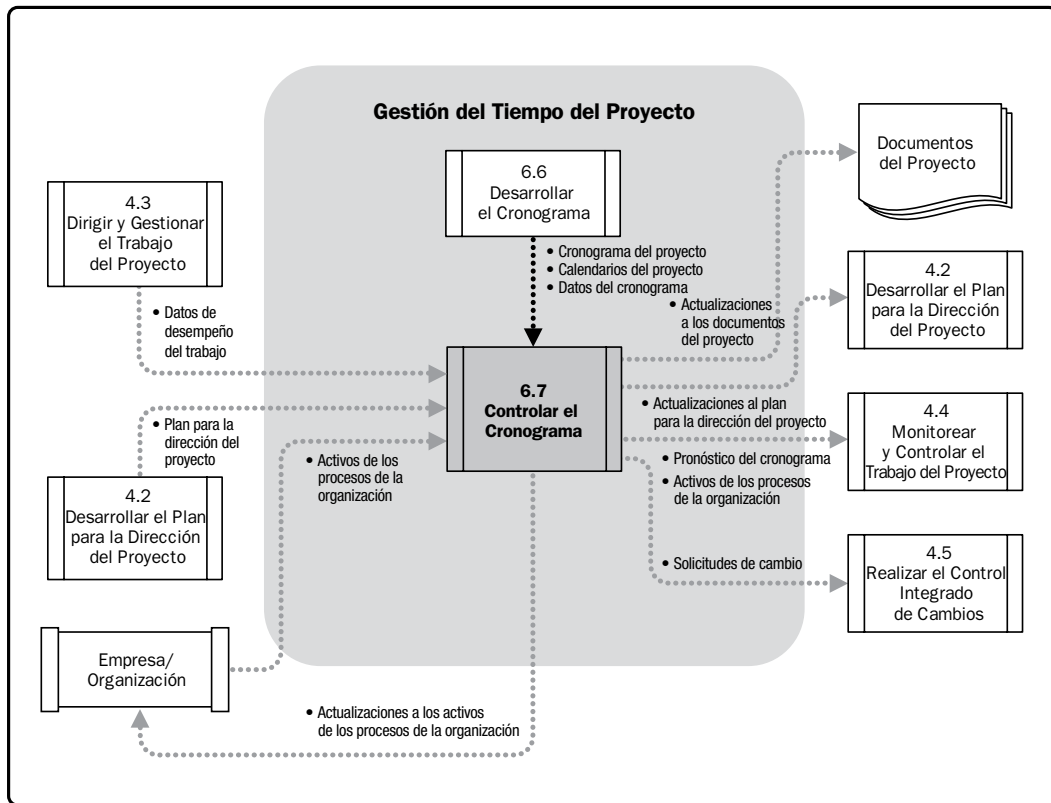 Gestión del Tiempo del Proyecto
6.6
Desarrollar
el Cronograma
• Cronograma del proyecto
• Calendarios del proyecto
• Datos del cronograma
4.3
Dirigir y Gestionar
el Trabajo
del Proyecto
• Datos de
desempeño
del trabajo
• Plan para la
dirección del
proyecto
4.2
Desarrollar el Plan
para la Dirección
del Proyecto
• Activos de los
procesos de la
organización
Empresa/
Organización
6.7
Controlar el
Cronograma
• Actualizaciones
a los documentos
del proyecto
• Actualizaciones al plan
para la dirección del proyecto
• Pronóstico del cronograma
• Activos de los procesos
de la organización
• Solicitudes de cambio
• Actualizaciones a los activos
de los procesos de la organización
Documentos
del Proyecto
4.2
Desarrollar el Plan
para la Dirección
del Proyecto
4.4
Monitorear
y Controlar el
Trabajo del Proyecto
4.5
Realizar el Control
Integrado
de Cambios